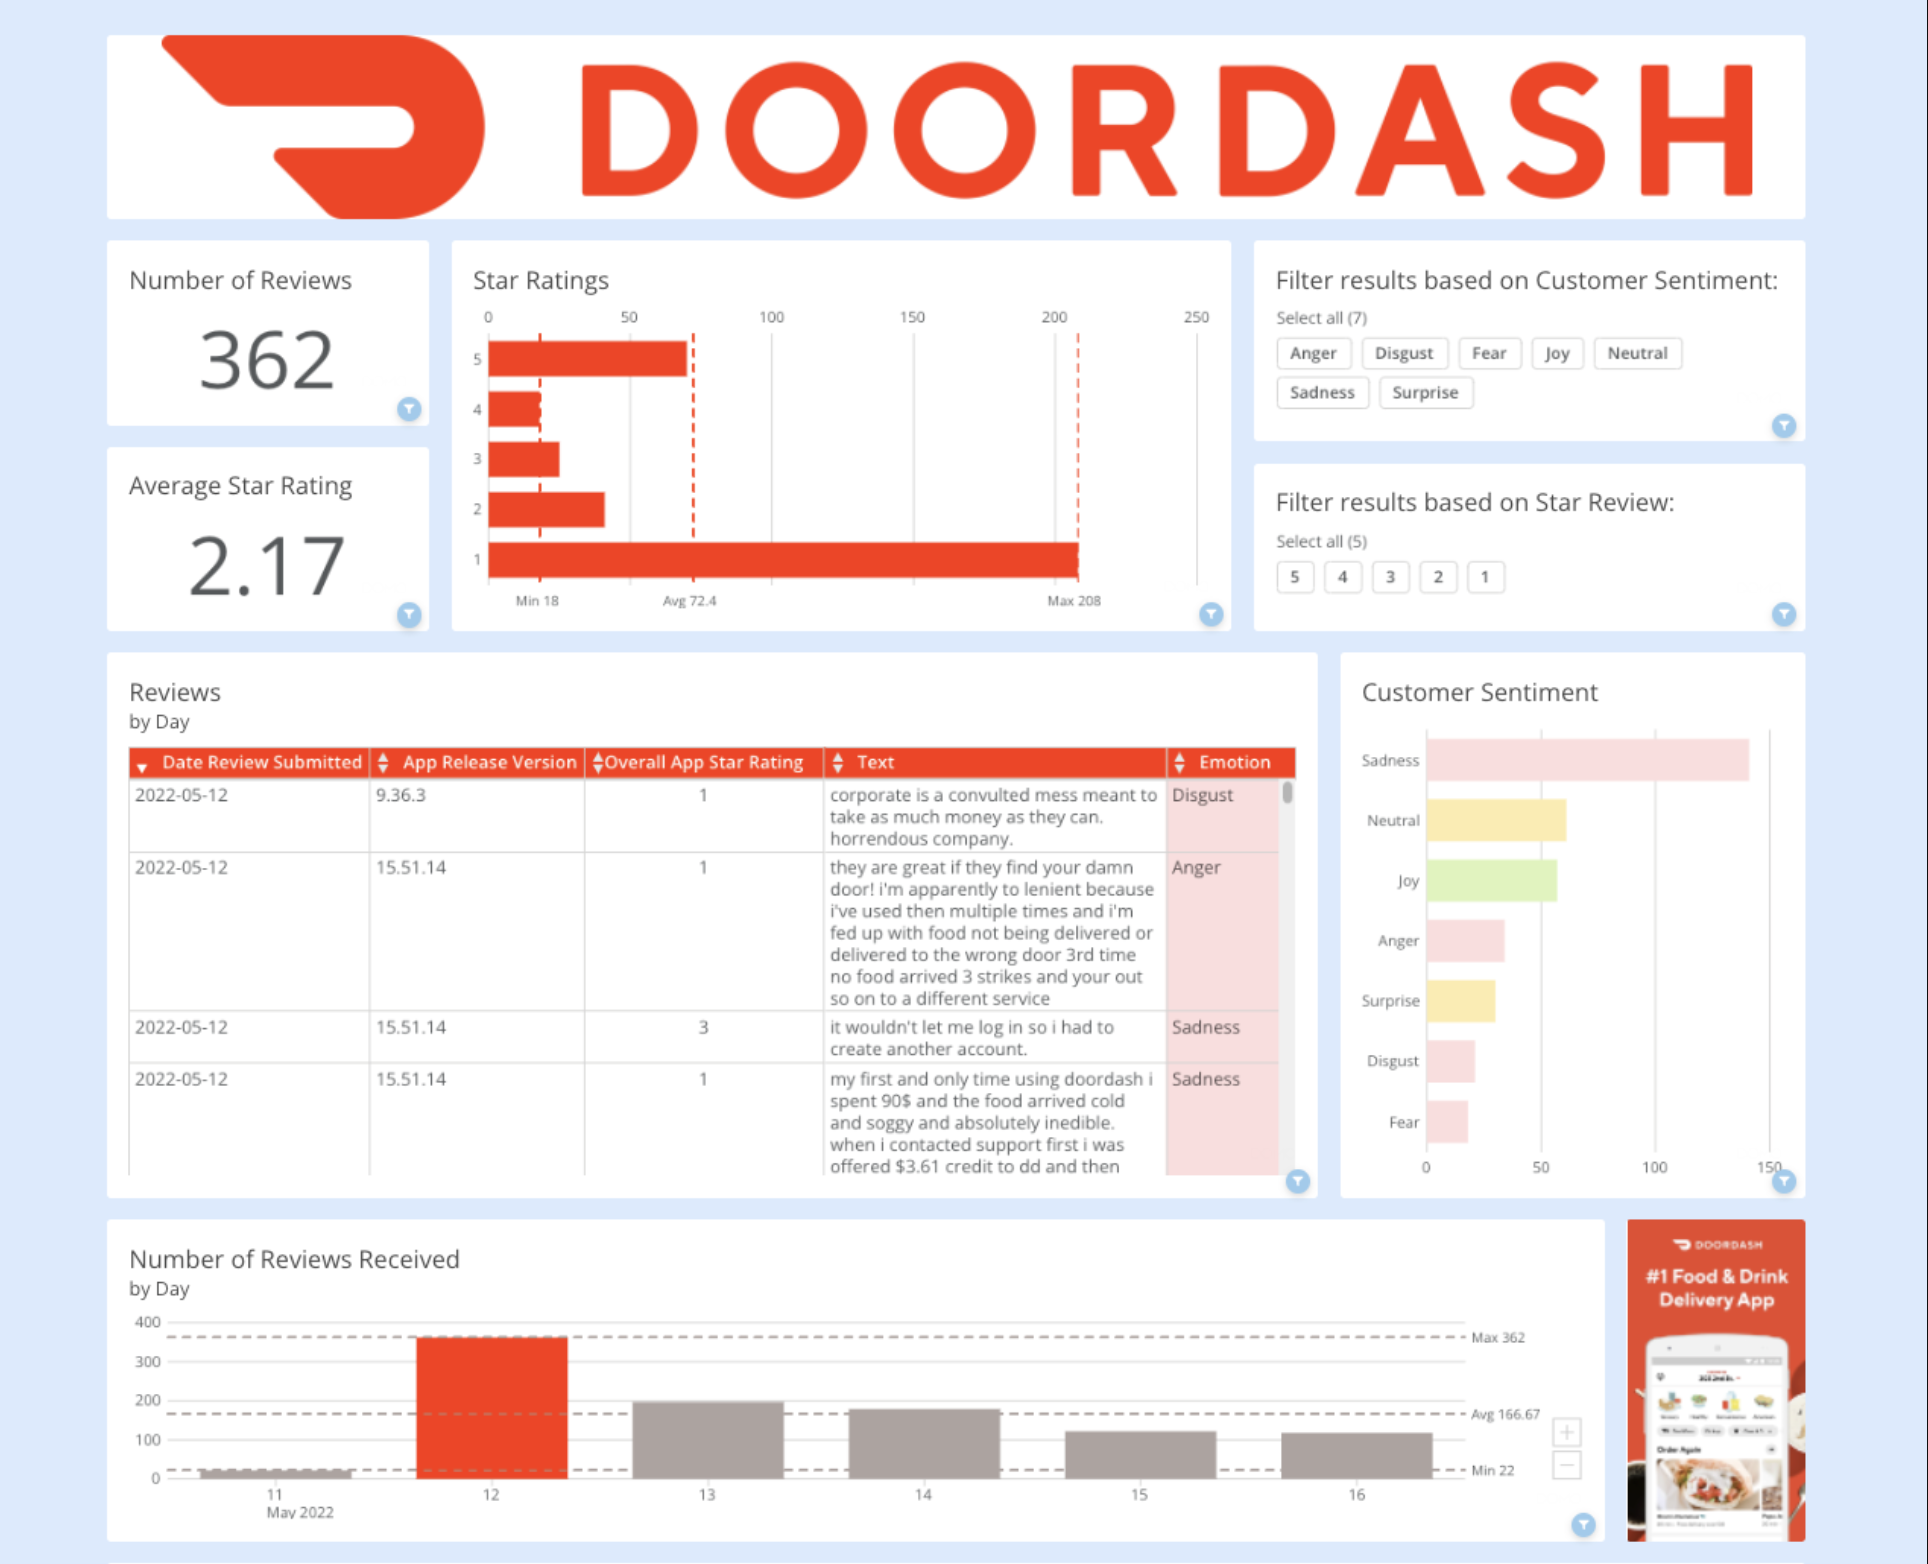 DOORDASH
Number of Reviews
362
Average Star Rating
2.17
Star Ratings
0 50 100 150 200 250
5
4
3
2
1
Min 18 Avg 72.4 Max 208
Filter results based on Customer Sentiment:
Select all (7)
Anger Disgust Fear Joy Neutral
Sadness Surprise
Filter results based on Star Review:
Select all (5)
5 4 3 2 1
Reviews
by Day
Date Review Submitted App Release Version Overall App Star Rating Text Emotion
2022-05-12 9.36.3 1 corporate is a convulted mess meant to Disgust
take as much money as they can.
horrendous company.
2022-05-12 15.51.14 1 they are great if they find your damn Anger
door! i'm apparently to lenient because
i've used then multiple times and i'm
fed up with food not being delivered or
delivered to the wrong door 3rd time
no food arrived 3 strikes and your out
so on to a different service
2022-05-12 15.51.14 3 it wouldn't let me log in so i had to Sadness
create another account.
2022-05-12 15.51.14 1 my first and only time using doordash i Sadness
spent 90$ and the food arrived cold
and soggy and absolutely inedible.
when i contacted support first i was
offered $3.61 credit to dd and then
Customer Sentiment
Sadness
Neutral
Joy
Anger
Surprise
Disgust
Fear
0 50 100 150
Number of Reviews Received
by Day
400
300
200
100
0
Max 362
Avg 166.67
Min 22
11 12 13 14 15 16
May 2022
DOORDASH
#1 Food & Drink
Delivery App
Order Again